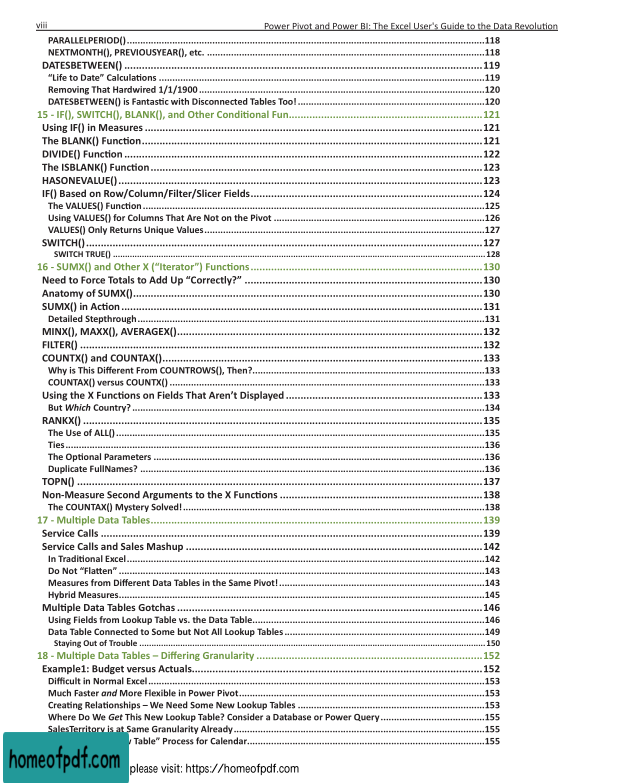 viii Power Pivot and Power BI: The Excel User's Guide to the Data Revolution
PARALLELPERIOD()...118
NEXTMONTH(), PREVIOUSYEAR(), etc. ...118
DATESBETWEEN() ...119
“Life to Date” Calculations ...119
Removing That Hardwired 1/1/1900 ...120
DATESBETWEEN() is Fantastic with Disconnected Tables Too! ...120
15 - IF(), SWITCH(), BLANK(), and Other Conditional Fun...121
Using IF() in Measures ...121
The BLANK() Function...121
DIVIDE() Function ...122
The ISBLANK() Function...123
HASONEVALUE()...123
IF() Based on Row/Column/Filter/Slicer Fields...124
The VALUES() Function...125
Using VALUES() for Columns That Are Not on the Pivot ...126
VALUES() Only Returns Unique Values...127
SWITCH()...127
SWITCH TRUE() ...128
16 - SUMX() and Other X (“Iterator”) Functions...130
Need to Force Totals to Add Up “Correctly?” ...130
Anatomy of SUMX()...130
SUMX() in Action...131
Detailed Stepthrough...131
MINX(), MAXX(), AVERAGEX()...132
FILTER() ...132
COUNTX() and COUNTAX()...133
Why is This Different From COUNTROWS(), Then?...133
COUNTAX() versus COUNTX() ...133
Using the X Functions on Fields That Aren’t Displayed ...133
But Which Country? ...134
RANKX() ...135
The Use of ALL()...135
Ties...136
The Optional Parameters ...136
Duplicate FullNames? ...136
TOPN() ...137
Non-Measure Second Arguments to the X Functions ...138
The COUNTAX() Mystery Solved!...138
17 - Multiple Data Tables...139
Service Calls ...139
Service Calls and Sales Mashup ...142
In Traditional Excel...142
Do Not “Flatten” ...143
Measures from Different Data Tables in the Same Pivot!...143
Hybrid Measures...145
Multiple Data Tables Gotchas ...146
Using Fields from Lookup Table vs. the Data Table...146
Data Table Connected to Some but Not All Lookup Tables ...149
Staying Out of Trouble ...150
18 - Multiple Data Tables – Differing Granularity ...152
Example1: Budget versus Actuals...152
Difficult in Normal Excel...153
Much Faster and More Flexible in Power Pivot...153
Creating Relationships – We Need Some New Lookup Tables ...153
Where Do We Get This New Lookup Table? Consider a Database or Power Query ...155
SalesTerritory is at Same Granularity Already...155
Table” Process for Calendar...155
homeofpdf.com
please visit: https://homeofpdf.com